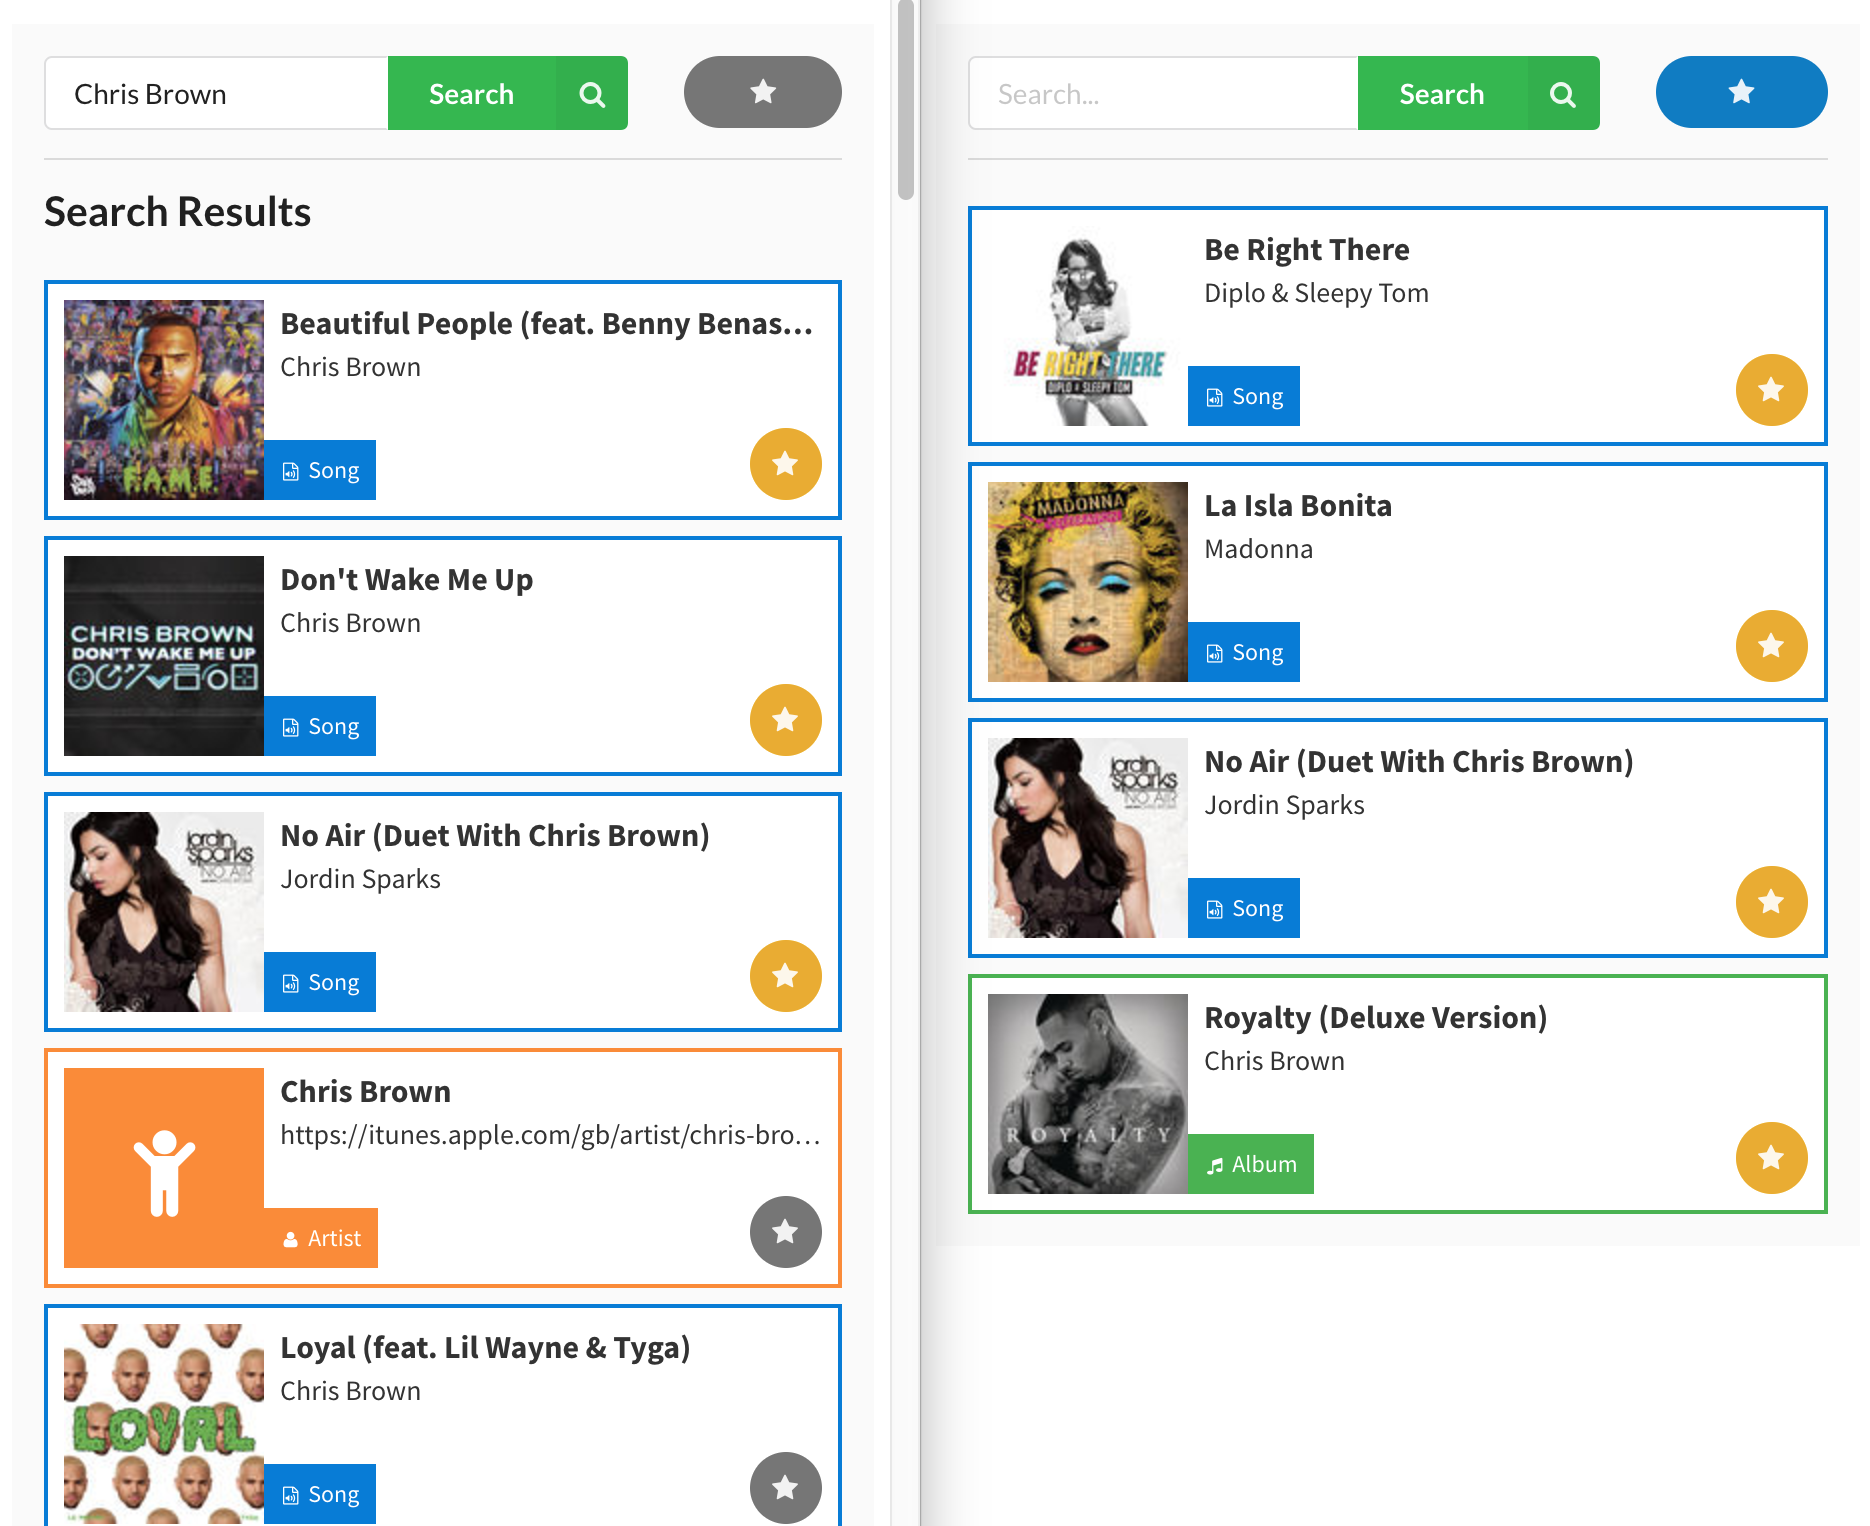 Chris Brown
Search
Search Results
Beautiful People (feat. Benny Benas...
Chris Brown
F.A.M.E.
Song
Don't Wake Me Up
Chris Brown
CHRIS BROWN
DON'T WAKE ME UP
Song
No Air (Duet With Chris Brown)
Jordin Sparks
jordin
sparks
NO AIR
Song
Chris Brown
https://itunes.apple.com/gb/artist/chris-bro...
Artist
Loyal (feat. Lil Wayne & Tyga)
Chris Brown
LOYAL
Song
Search...
Search
Be Right There
Diplo & Sleepy Tom
BE RIGHT THERE
DIPLO & SLEEPY TOM
Song
La Isla Bonita
Madonna
MADONNA
CELEBRATION
Song
No Air (Duet With Chris Brown)
Jordin Sparks
jordin
sparks
NO AIR
Song
Royalty (Deluxe Version)
Chris Brown
ROYALTY
Album